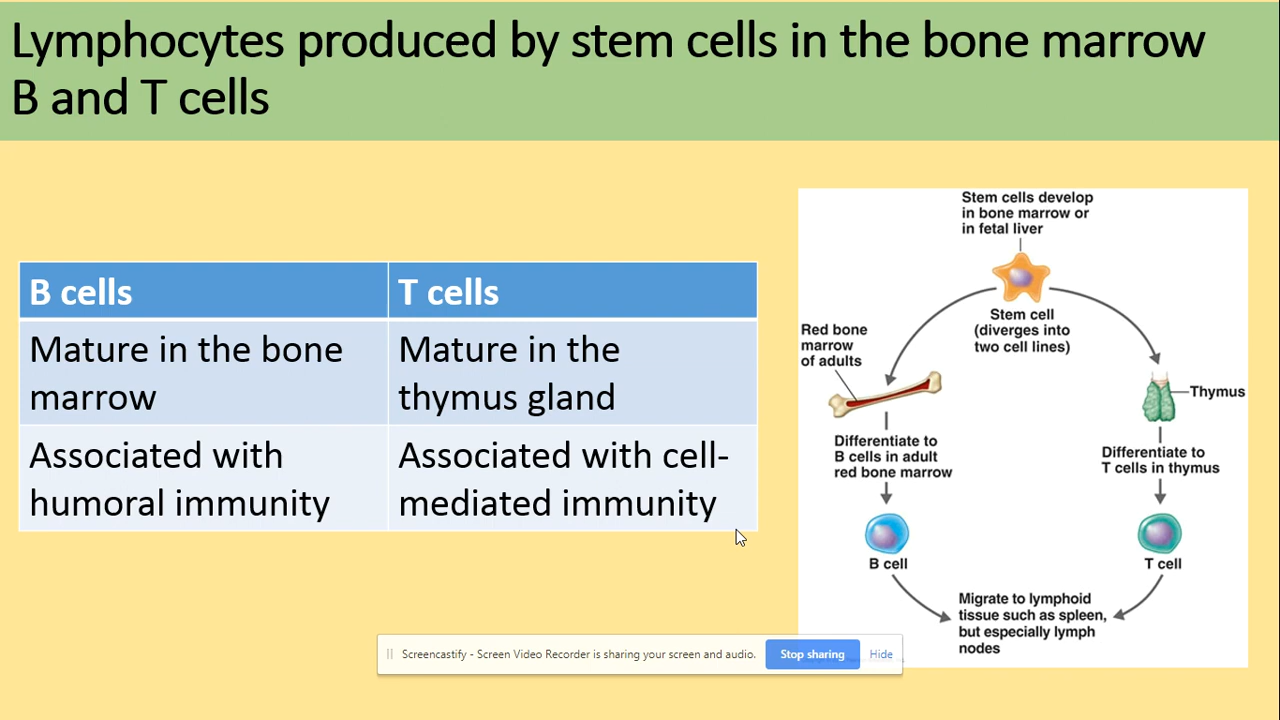 Lymphocytes produced by stem cells in the bone marrow
B and T cells
B cells
T cells
Mature in the bone
marrow
Mature in the
thymus gland
Associated with
humoral immunity
Associated with cell-
mediated immunity
Stem cells develop
in bone marrow or
in fetal liver
Stem cell
(diverges into
two cell lines)
Red bone
marrow
of adults
Thymus
Differentiate to
B cells in adult
red bone marrow
Differentiate to
T cells in thymus
B cell
T cell
Migrate to lymphoid
tissue such as spleen,
but especially lymph
nodes
Screencastify - Screen Video Recorder is sharing your screen and audio.
Stop sharing
Hide